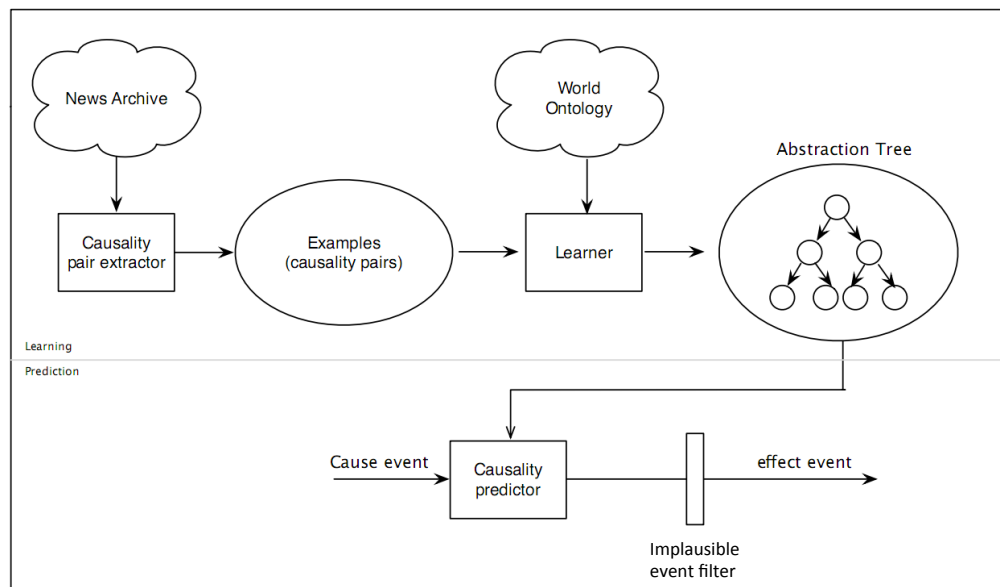 News Archive
World
Ontology
Abstraction Tree
Causality
pair extractor
Examples
(causality pairs)
Learner
Learning
Prediction
Cause event
Causality
predictor
effect event
Implausible
event filter